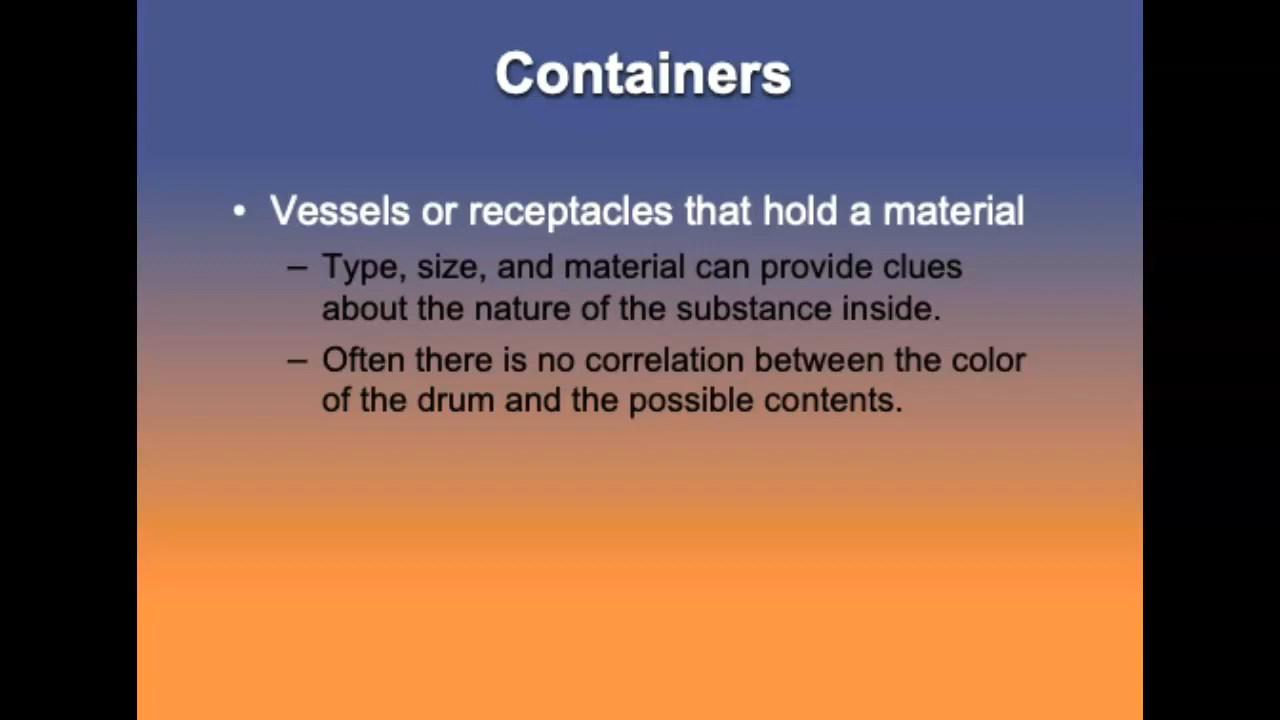 Containers
• Vessels or receptacles that hold a material
– Type, size, and material can provide clues
about the nature of the substance inside.
– Often there is no correlation between the color
of the drum and the possible contents.